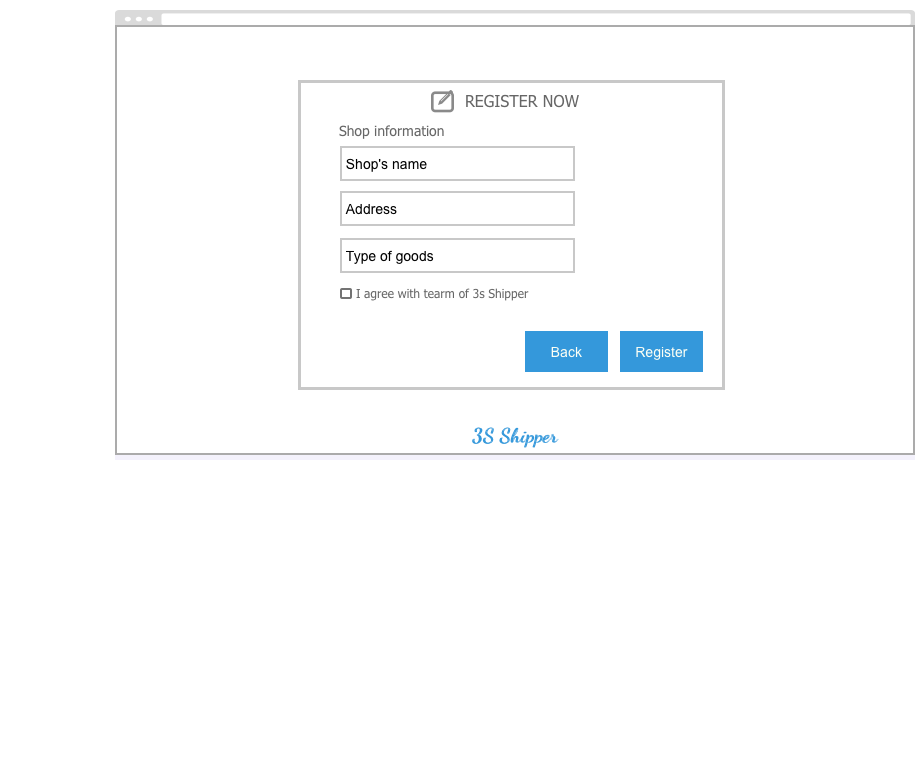 REGISTER NOW
Shop information
Shop's name
Address
Type of goods
I agree with tearm of 3s Shipper
Back Register
3S Shipper